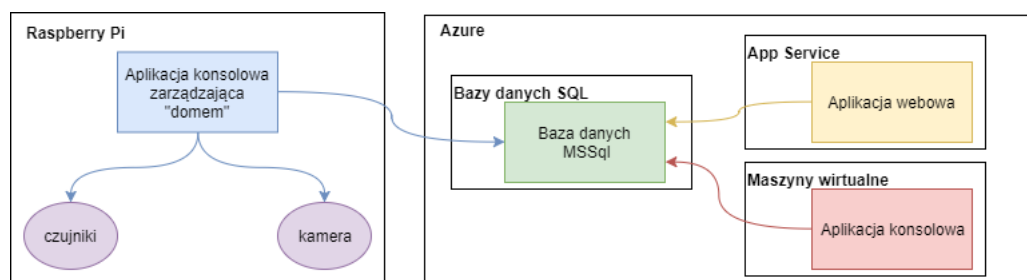 Raspberry Pi
Aplikacja konsolowa
zarządzająca
"domem"
czujniki
kamera
Azure
Bazy danych SQL
Baza danych
MSSql
App Service
Aplikacja webowa
Maszyny wirtualne
Aplikacja konsolowa